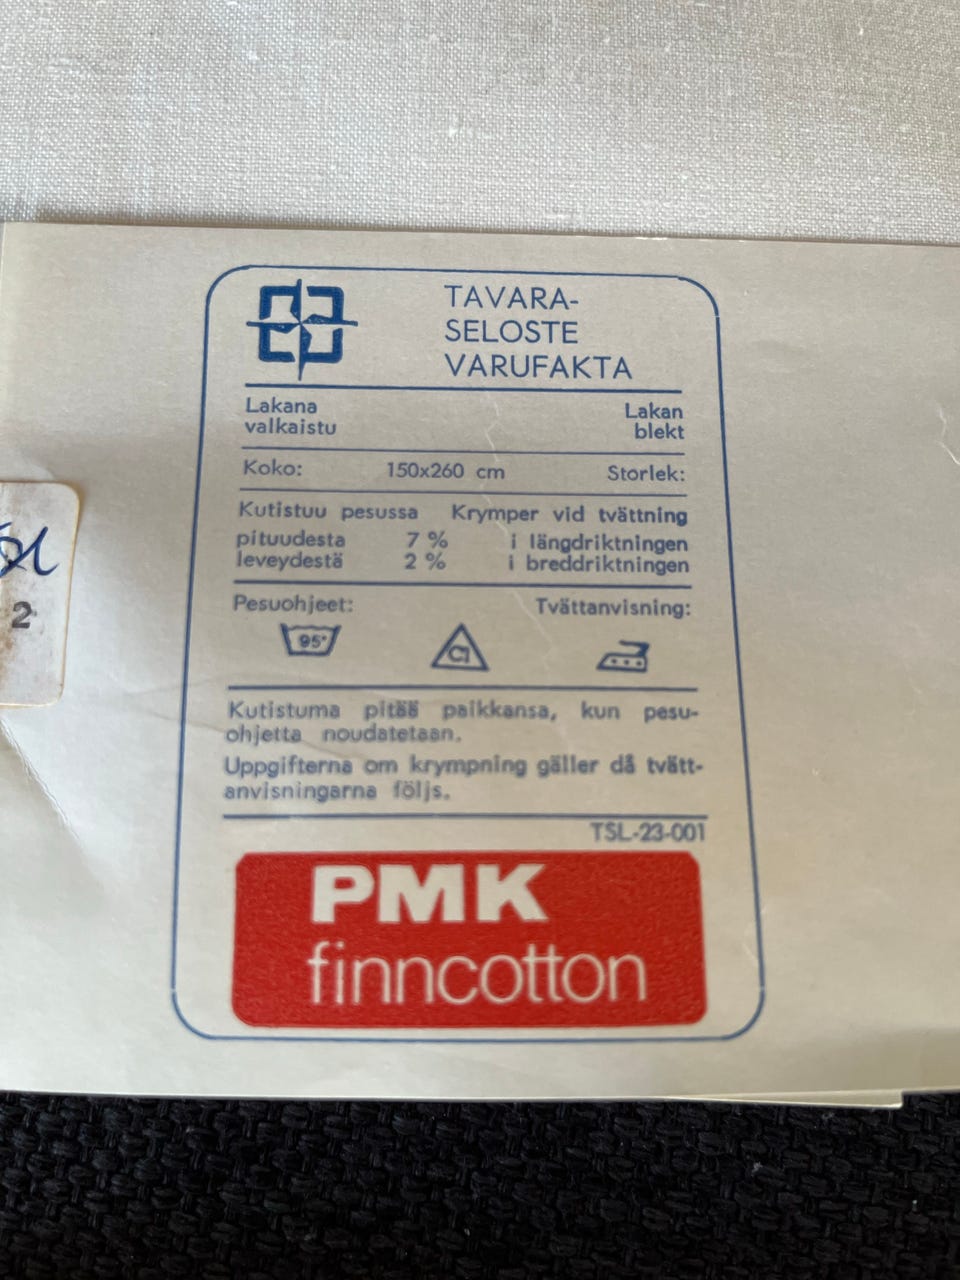 TAVARA-
SELOSTE
VARUFAKTA
Lakana Lakan
valkaistu blekt
Koko: 150x260 cm Storlek:
Kutistuu pesussa Krymper vid tvättning
pituudesta 7 % i längdriktningen
leveydestä 2 % i breddriktningen
Pesuohjeet: Tvättanvisning:
95° Cl
Kutistuma pitää paikkansa, kun pesu-
ohjetta noudatetaan.
Uppgifterna om krympning gäller då tvätt-
anvisningarna följs.
TSL-23-001
PMK
finncotton
2